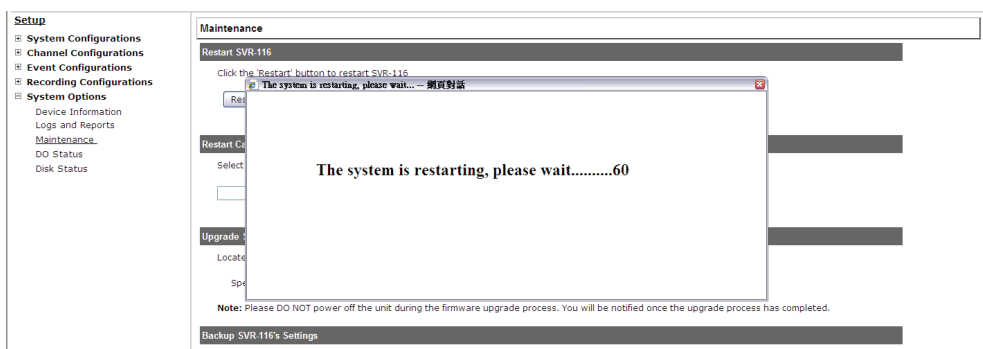 Setup
System Configurations
Channel Configurations
Event Configurations
Recording Configurations
System Options
Device Information
Logs and Reports
Maintenance
DO Status
Disk Status
Maintenance
Restart SVR-116
Click the 'Restart' button to restart SVR-116
Res
The system is restarting, please wait... -- 網頁對話
The system is restarting, please wait..........60
Restart Ca
Select
Upgrade S
Locate
Spe
Note: Please DO NOT power off the unit during the firmware upgrade process. You will be notified once the upgrade process has completed.
Backup SVR-116's Settings